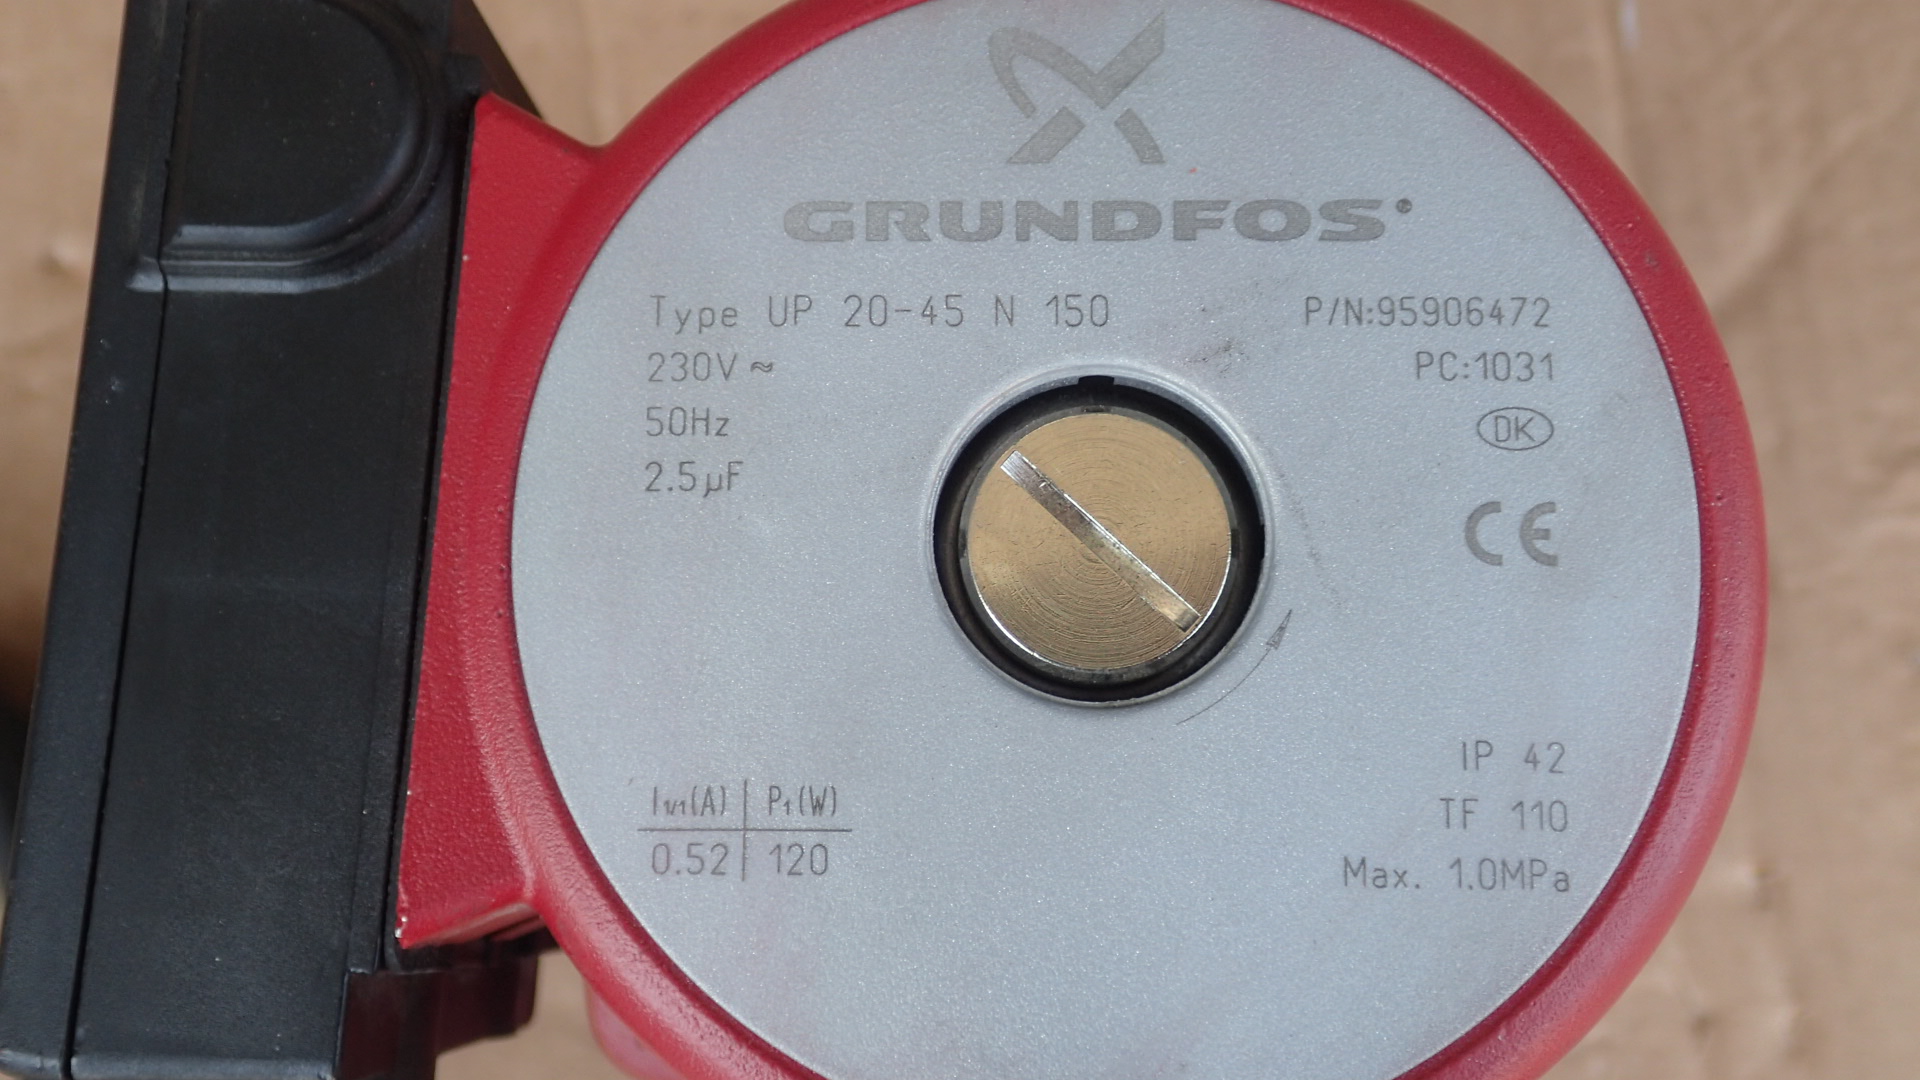 GRUNDFOS®
Type UP 20-45 N 150
P/N:95906472
230V ~
PC:1031
50Hz
DK
2.5µF
CE
I1/1(A) P1(W)
0.52 120
IP 42
TF 110
Max. 1.0MPa